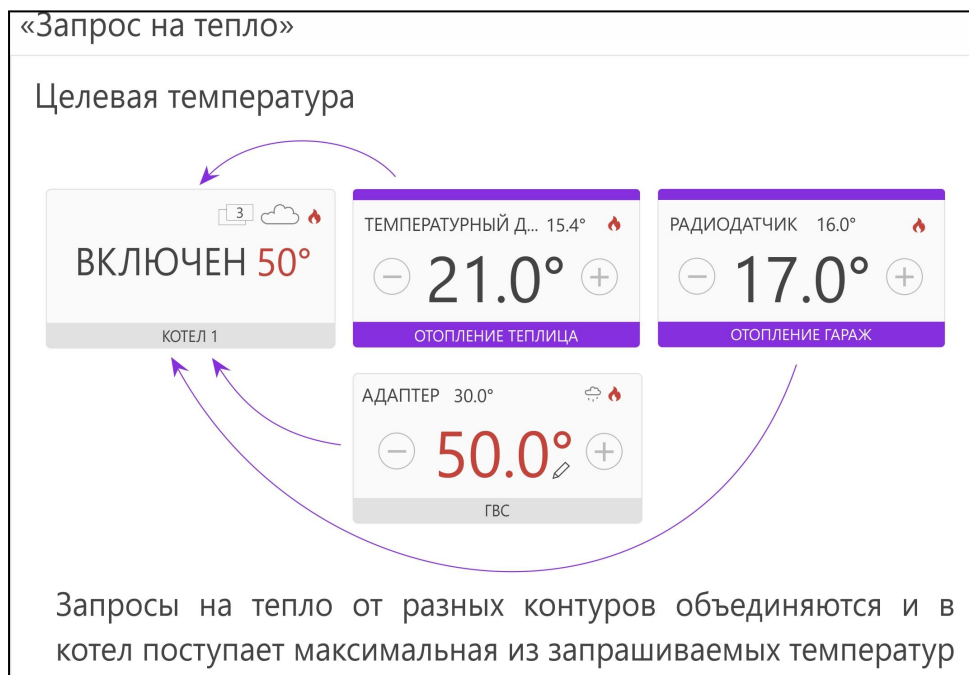 «Запрос на тепло»
Целевая температура
3
ВКЛЮЧЕН 50°
КОТЕЛ 1
ТЕМПЕРАТУРНЫЙ Д... 15.4°
21.0°
ОТОПЛЕНИЕ ТЕПЛИЦА
РАДИОДАТЧИК 16.0°
17.0°
ОТОПЛЕНИЕ ГАРАЖ
АДАПТЕР 30.0°
50.0°
ГВС
Запросы на тепло от разных контуров объединяются и в
котел поступает максимальная из запрашиваемых температур